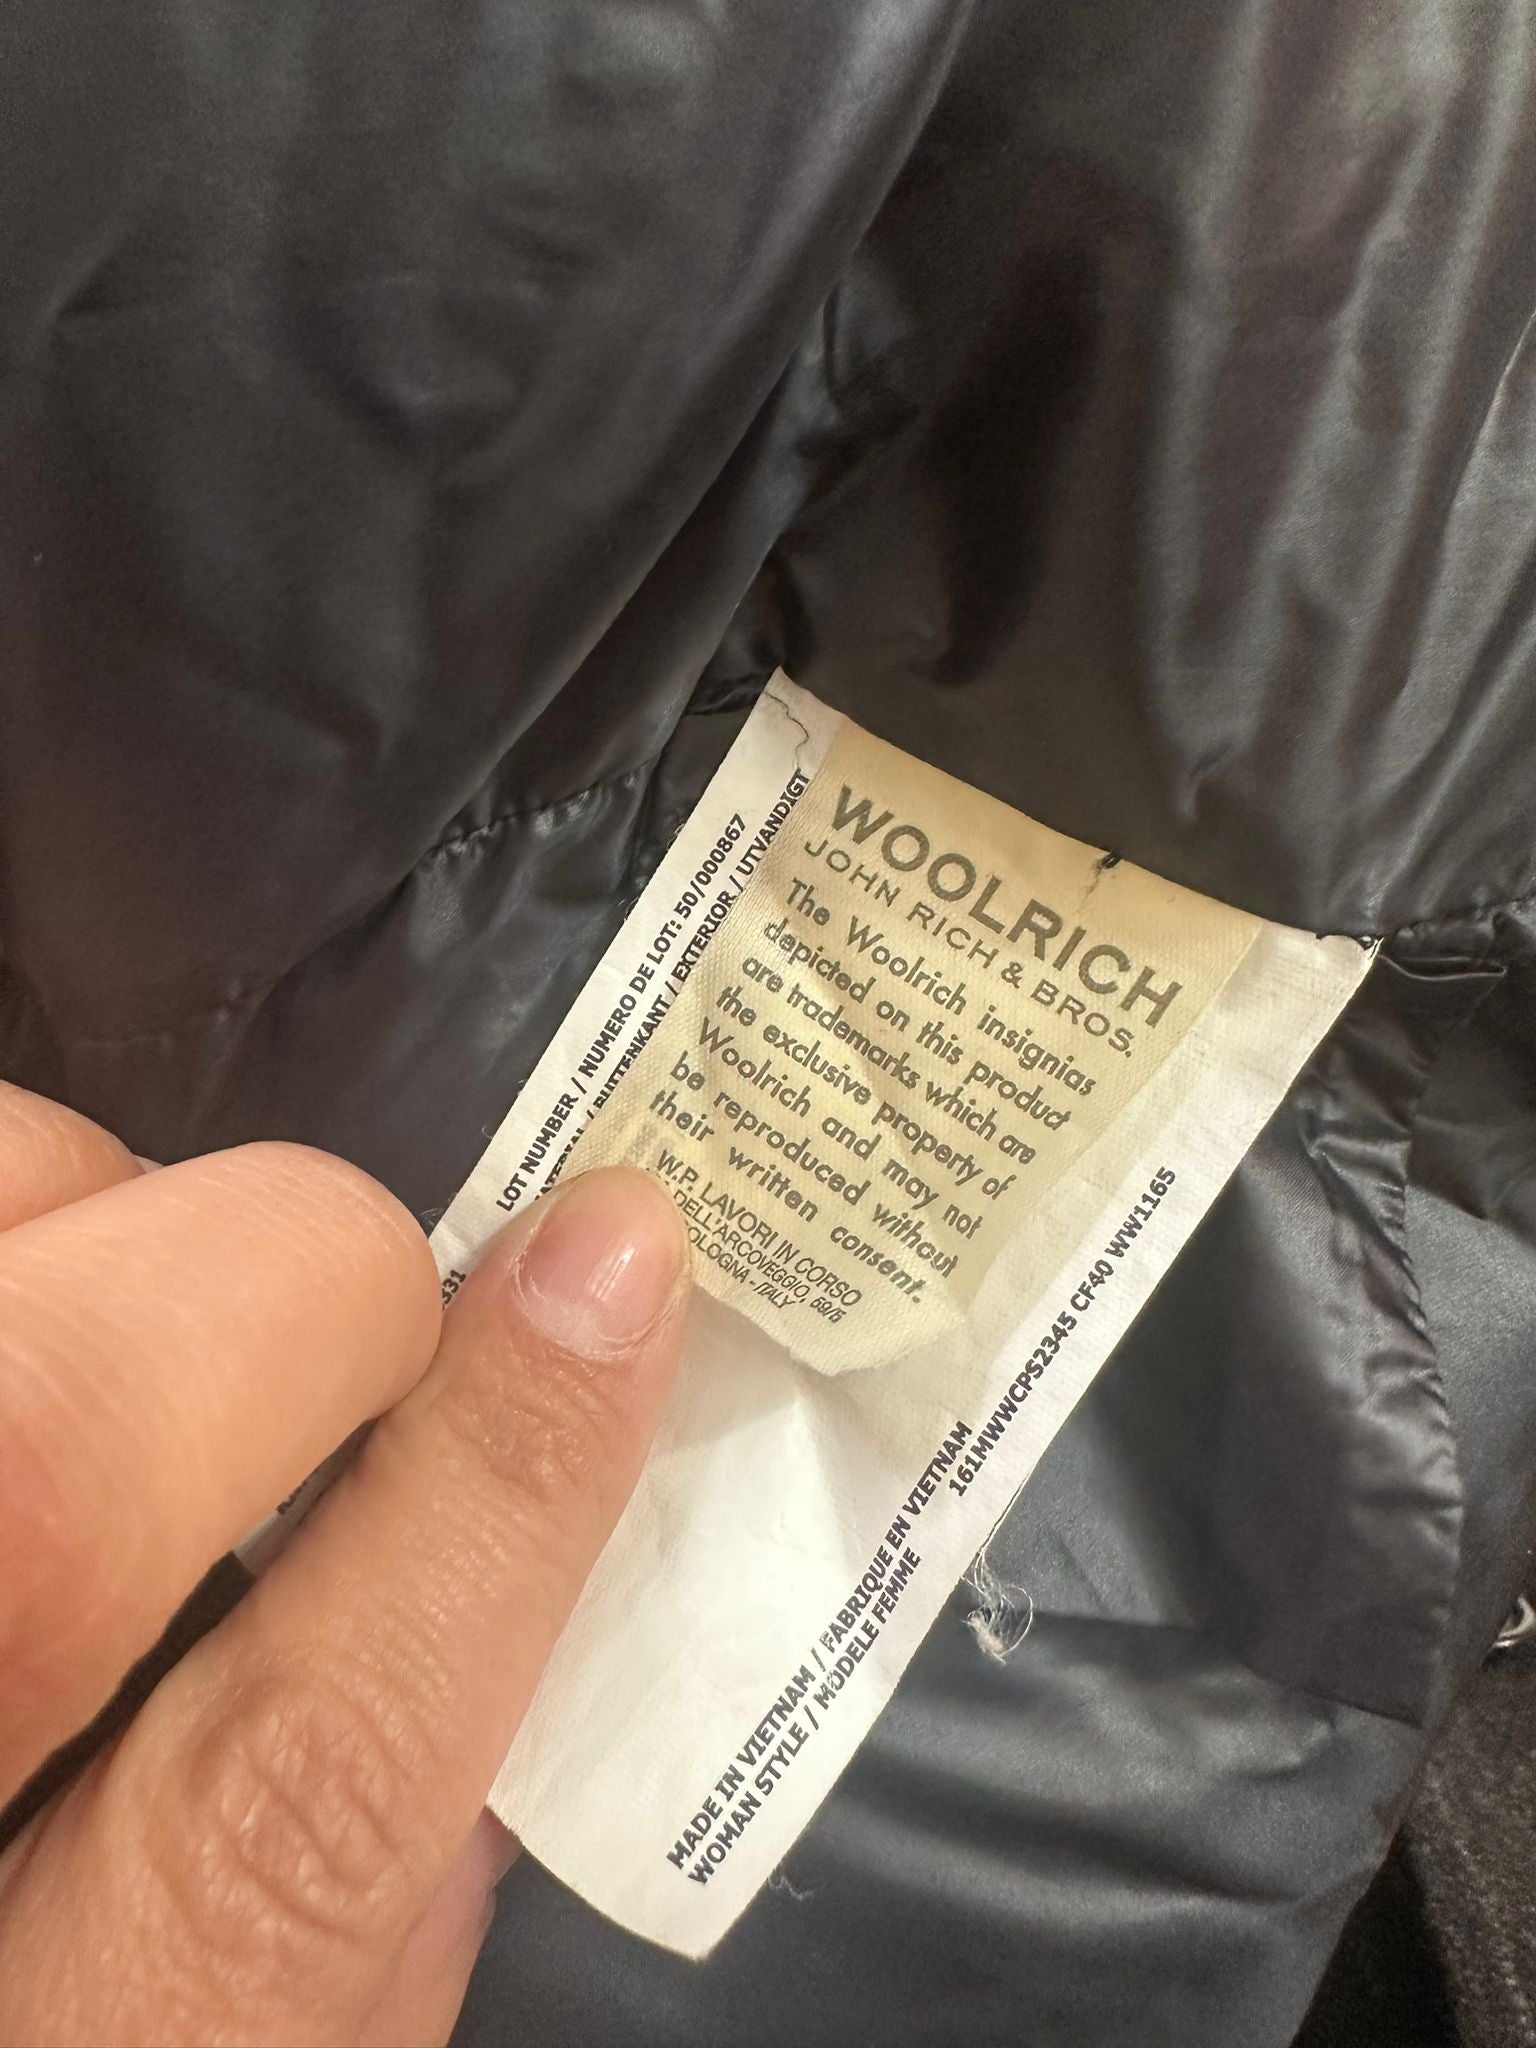 WOOLRICH
JOHN RICH & BROS.
The Woolrich insignias
depicted on this product
are trademarks which are
the exclusive property of
Woolrich and may not
be reproduced without
their written consent.
W.P. LAVORI IN CORSO
DELL'ARCOVEGGIO, 59/5
OLOGNA - ITALY
LOT NUMBER / NUMERO DE LOT: 50/000867
/ BUITENKANT / EXTERIOR / UTVANDIGT
331
161MWWCPS2345 CF40 WW1165
MADE IN VIETNAM / FABRIQUE EN VIETNAM
WOMAN STYLE / MODELE FEMME